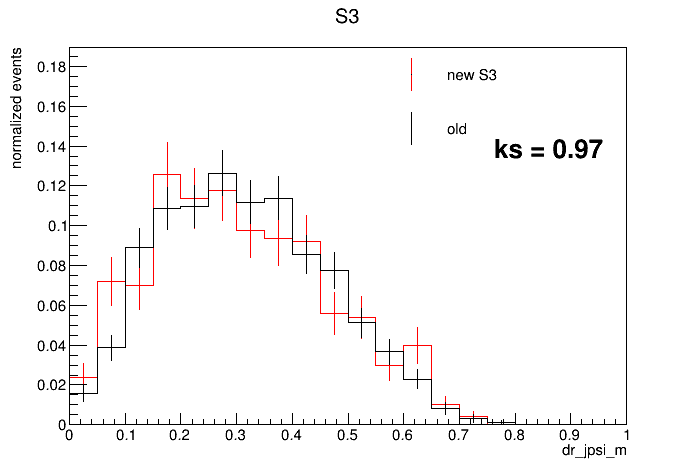 S3
normalized events
new S3
old
ks = 0.97
0.18
0.16
0.14
0.12
0.1
0.08
0.06
0.04
0.02
0
0 0.1 0.2 0.3 0.4 0.5 0.6 0.7 0.8 0.9 1
dr_jpsi_m